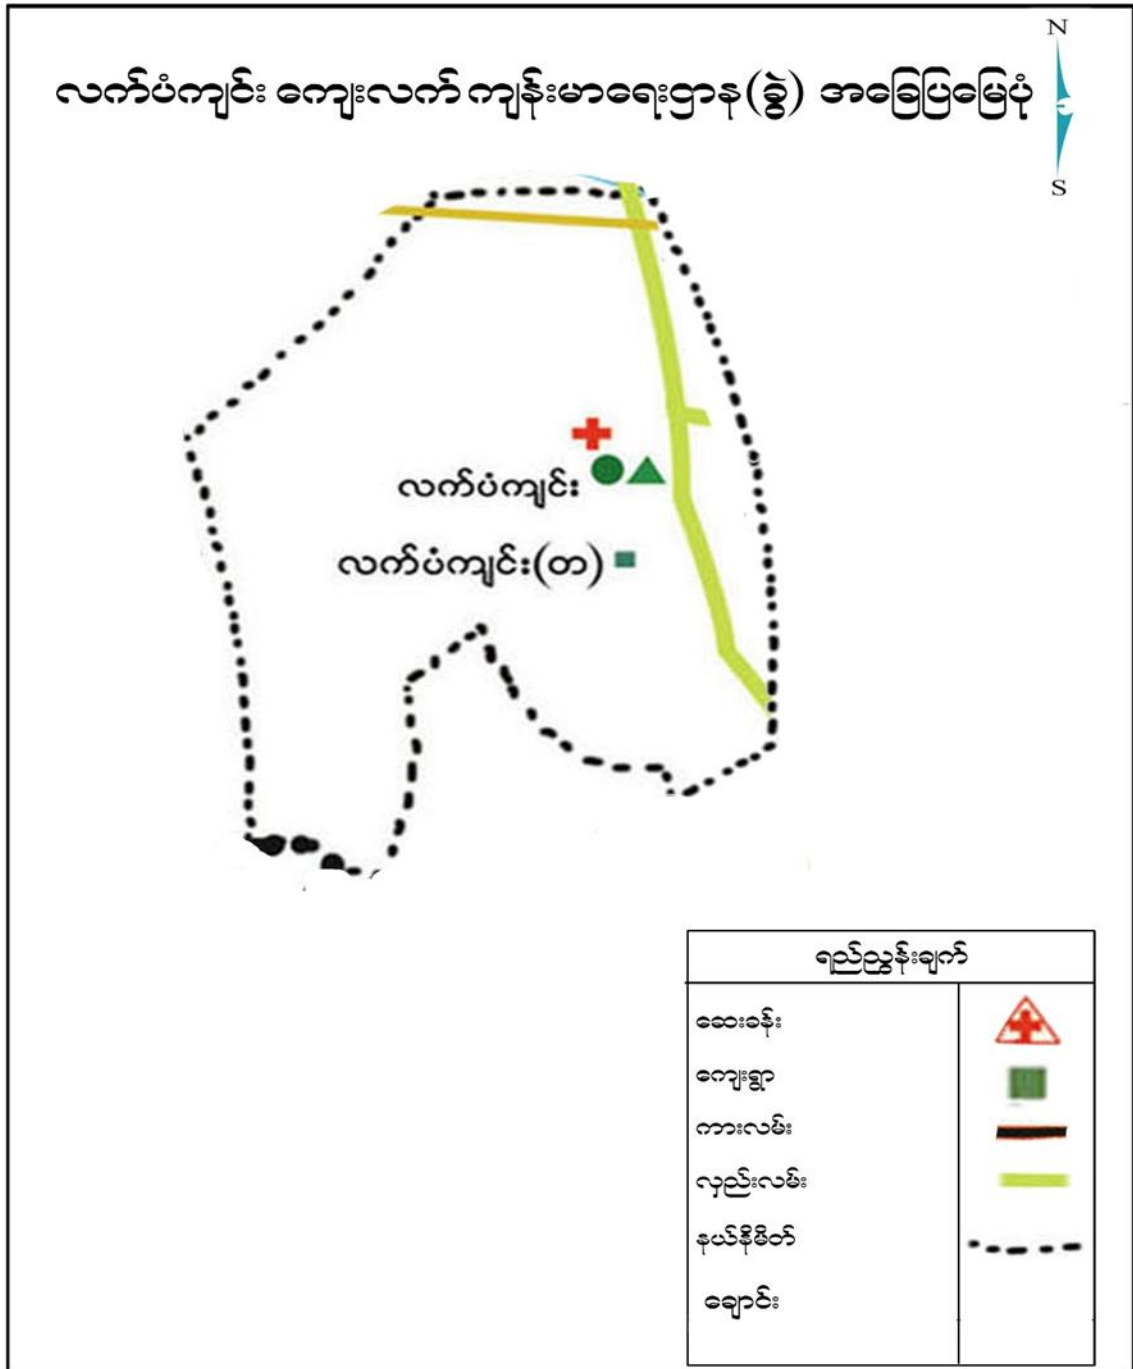 N
လက်ပံကျင်း ကျေးလက် ကျန်းမာရေးဌာန(ခွဲ) အခြေပြမြေပုံ
S
လက်ပံကျင်း
လက်ပံကျင်း(တ)
ရည်ညွှန်းချက်
ဆေးခန်း
ကျေးရွာ
ကားလမ်း
လှည်းလမ်း
နယ်နိမိတ်
ချောင်း